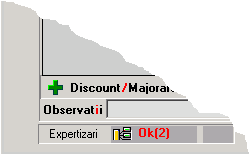 Discount/Majorar
Observatii
Expertizari Ok(2)